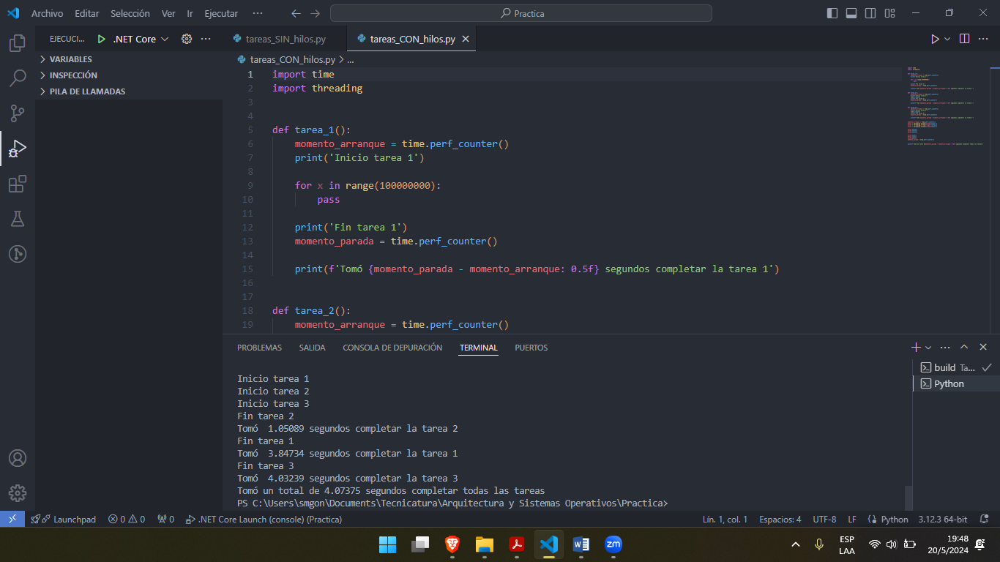 Archivo Editar Selección Ver Ir Ejecutar ··· Practica
EJECUCI... .NET Core ··· tareas_SIN_hilos.py tareas_CON_hilos.py ···
VARIABLES
INSPECCIÓN
PILA DE LLAMADAS
tareas_CON_hilos.py > ...
1 import time
2 import threading
3
4
5 def tarea_1():
6 momento_arranque = time.perf_counter()
7 print('Inicio tarea 1')
8
9 for x in range(100000000):
10 pass
11
12 print('Fin tarea 1')
13 momento_parada = time.perf_counter()
14
15 print(f'Tomó {momento_parada - momento_arranque: 0.5f} segundos completar la tarea 1')
16
17
18 def tarea_2():
19 momento_arranque = time.perf_counter()
PROBLEMAS SALIDA CONSOLA DE DEPURACIÓN TERMINAL PUERTOS
build Ta...
Python
Inicio tarea 1
Inicio tarea 2
Inicio tarea 3
Fin tarea 2
Tomó  1.05089 segundos completar la tarea 2
Fin tarea 1
Tomó  3.84734 segundos completar la tarea 1
Fin tarea 3
Tomó  4.03239 segundos completar la tarea 3
Tomó un total de 4.07375 segundos completar todas las tareas
PS C:\Users\smgon\Documents\Tecnicatura\Arquitectura y Sistemas Operativos\Practica>
Launchpad 0 0 0 .NET Core Launch (console) (Practica) Lín. 1, col. 1 Espacios: 4 UTF-8 LF Python 3.12.3 64-bit
zm
ESP
LAA
19:48
20/5/2024